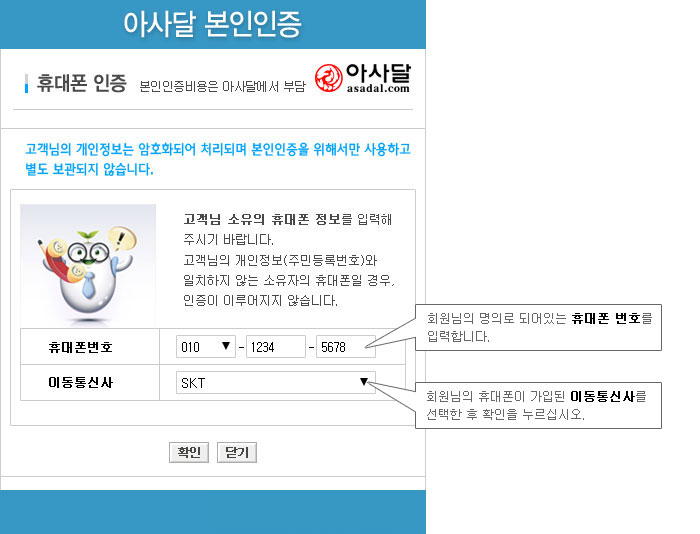 아사달 본인인증
휴대폰 인증 본인인증비용은 아사달에서 부담
아사달
asadal.com
고객님의 개인정보는 암호화되어 처리되며 본인인증을 위해서만 사용하고
별도 보관되지 않습니다.
고객님 소유의 휴대폰 정보를 입력해
주시기 바랍니다.
고객님의 개인정보(주민등록번호)와
일치하지 않는 소유자의 휴대폰일 경우,
인증이 이루어지지 않습니다.
휴대폰번호 010 ▼ - 1234 - 5678
회원님의 명의로 되어있는 휴대폰 번호를
입력합니다.
이동통신사 SKT ▼
회원님의 휴대폰이 가입된 이동통신사를
선택한 후 확인을 누르십시오.
확인 닫기